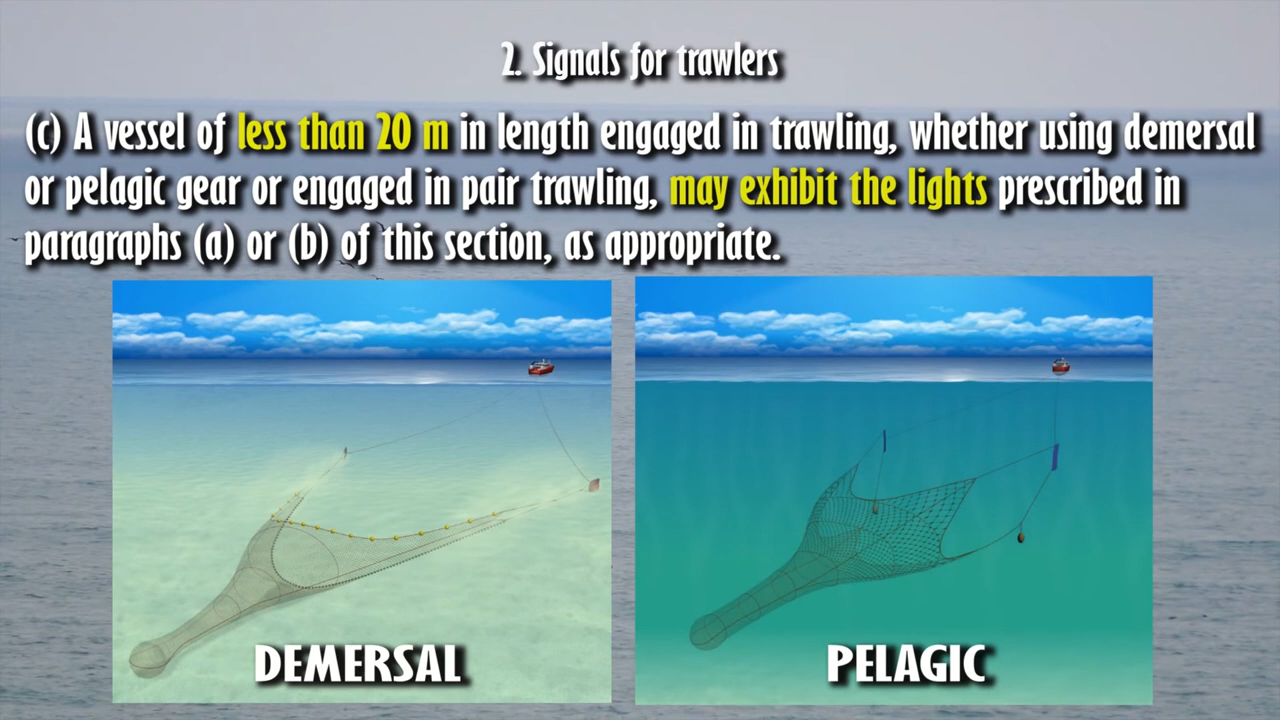 2. Signals for trawlers
(c) A vessel of less than 20 m in length engaged in trawling, whether using demersal
or pelagic gear or engaged in pair trawling, may exhibit the lights prescribed in
paragraphs (a) or (b) of this section, as appropriate.
DEMERSAL
PELAGIC